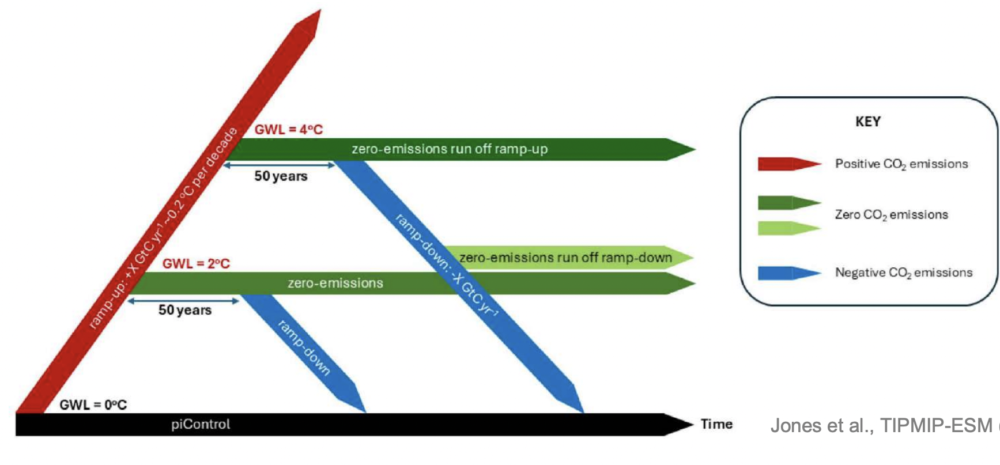 GWL = 4°C
zero-emissions run off ramp-up
50 years
ramp-up: +X GtC yr⁻¹ ~0.2 °C per decade
ramp-down: -X GtC yr⁻¹
zero-emissions run off ramp-down
GWL = 2°C
zero-emissions
50 years
ramp-down
GWL = 0°C
piControl
Time
KEY
Positive CO₂ emissions
Zero CO₂ emissions
Negative CO₂ emissions
Jones et al., TIPMIP-ESM (